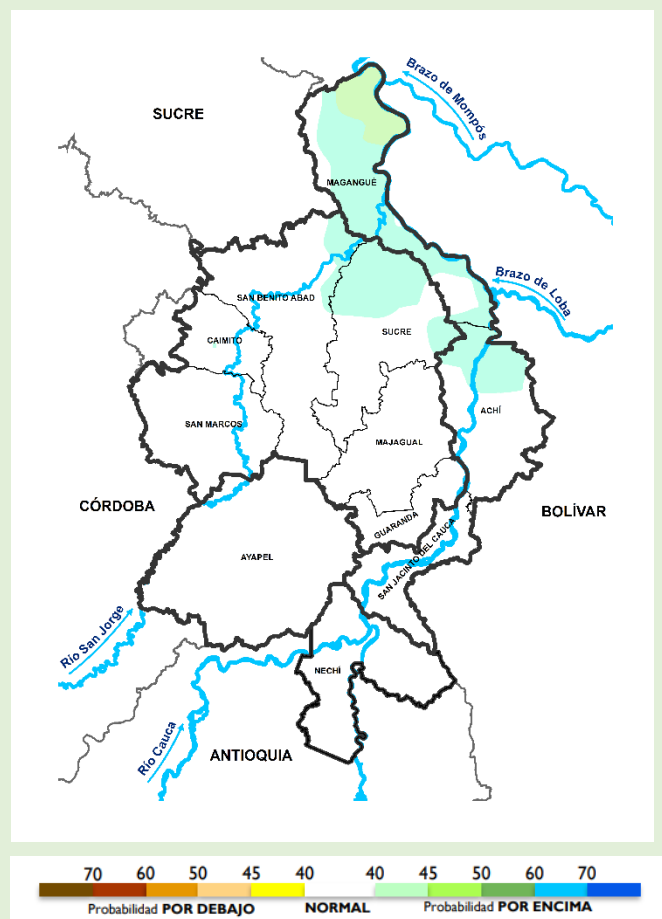 Brazo de Mompós
SUCRE
MAGANGUÉ
Brazo de Loba
SAN BENITO ABAD
SUCRE
CAIMITO
ACHÍ
SAN MARCOS
MAJAGUAL
CÓRDOBA
BOLÍVAR
GUARANDA
SAN JACINTO DEL CAUCA
AYAPEL
Río San Jorge
NECHÍ
Río Cauca
ANTIOQUIA
70 60 50 45 40 40 45 50 60 70
Probabilidad POR DEBAJO NORMAL Probabilidad POR ENCIMA